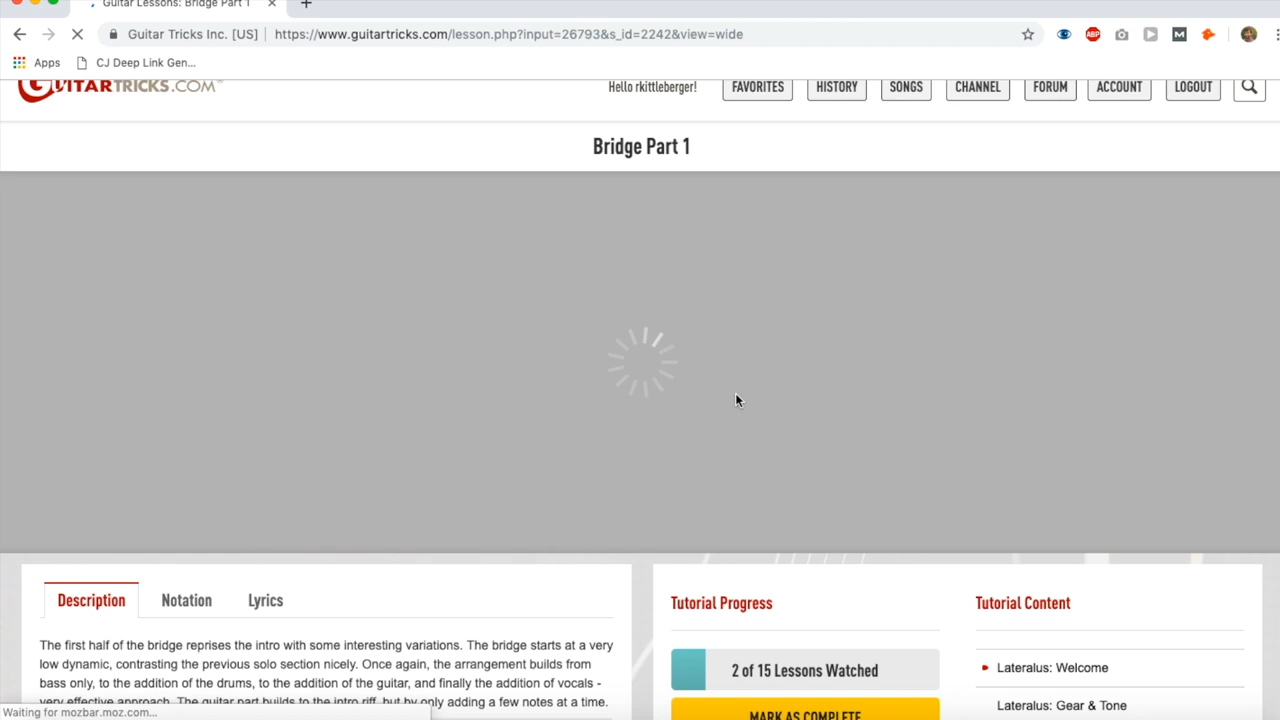 Guitar Lessons: Bridge Part 1
Guitar Tricks Inc. [US] https://www.guitartricks.com/lesson.php?input=26793&s_id=2242&view=wide
ABP
M
Apps CJ Deep Link Gen...
GUITARTRICKS.COM
Hello rkittleberger!
FAVORITES HISTORY SONGS CHANNEL FORUM ACCOUNT LOGOUT
Bridge Part 1
Description Notation Lyrics
The first half of the bridge reprises the intro with some interesting variations. The bridge starts at a very
low dynamic, contrasting the previous solo section nicely. Once again, the arrangement builds from
bass only, to the addition of the drums, to the addition of the guitar, and finally the addition of vocals -
very effective approach. The guitar part builds to the intro riff, but by only adding a few notes at a time.
Tutorial Progress
2 of 15 Lessons Watched
MARK AS COMPLETE
Tutorial Content
Lateralus: Welcome
Lateralus: Gear & Tone
Waiting for mozbar.moz.com...